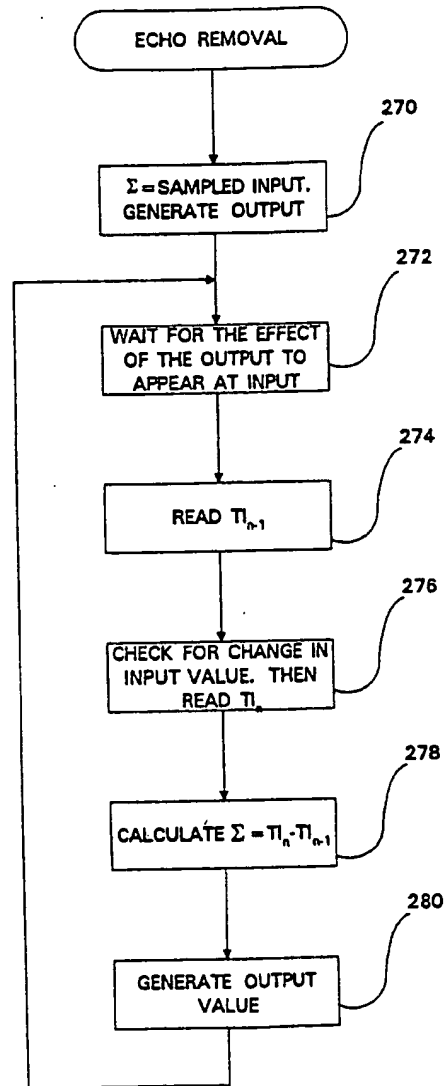 ECHO REMOVAL
270
Σ=SAMPLED INPUT.
GENERATE OUTPUT
272
WAIT FOR THE EFFECT
OF THE OUTPUT TO
APPEAR AT INPUT
274
READ TIₙ₋₁
276
CHECK FOR CHANGE IN
INPUT VALUE. THEN
READ TIₙ
278
CALCULATE Σ = TIₙ-TIₙ₋₁
280
GENERATE OUTPUT
VALUE